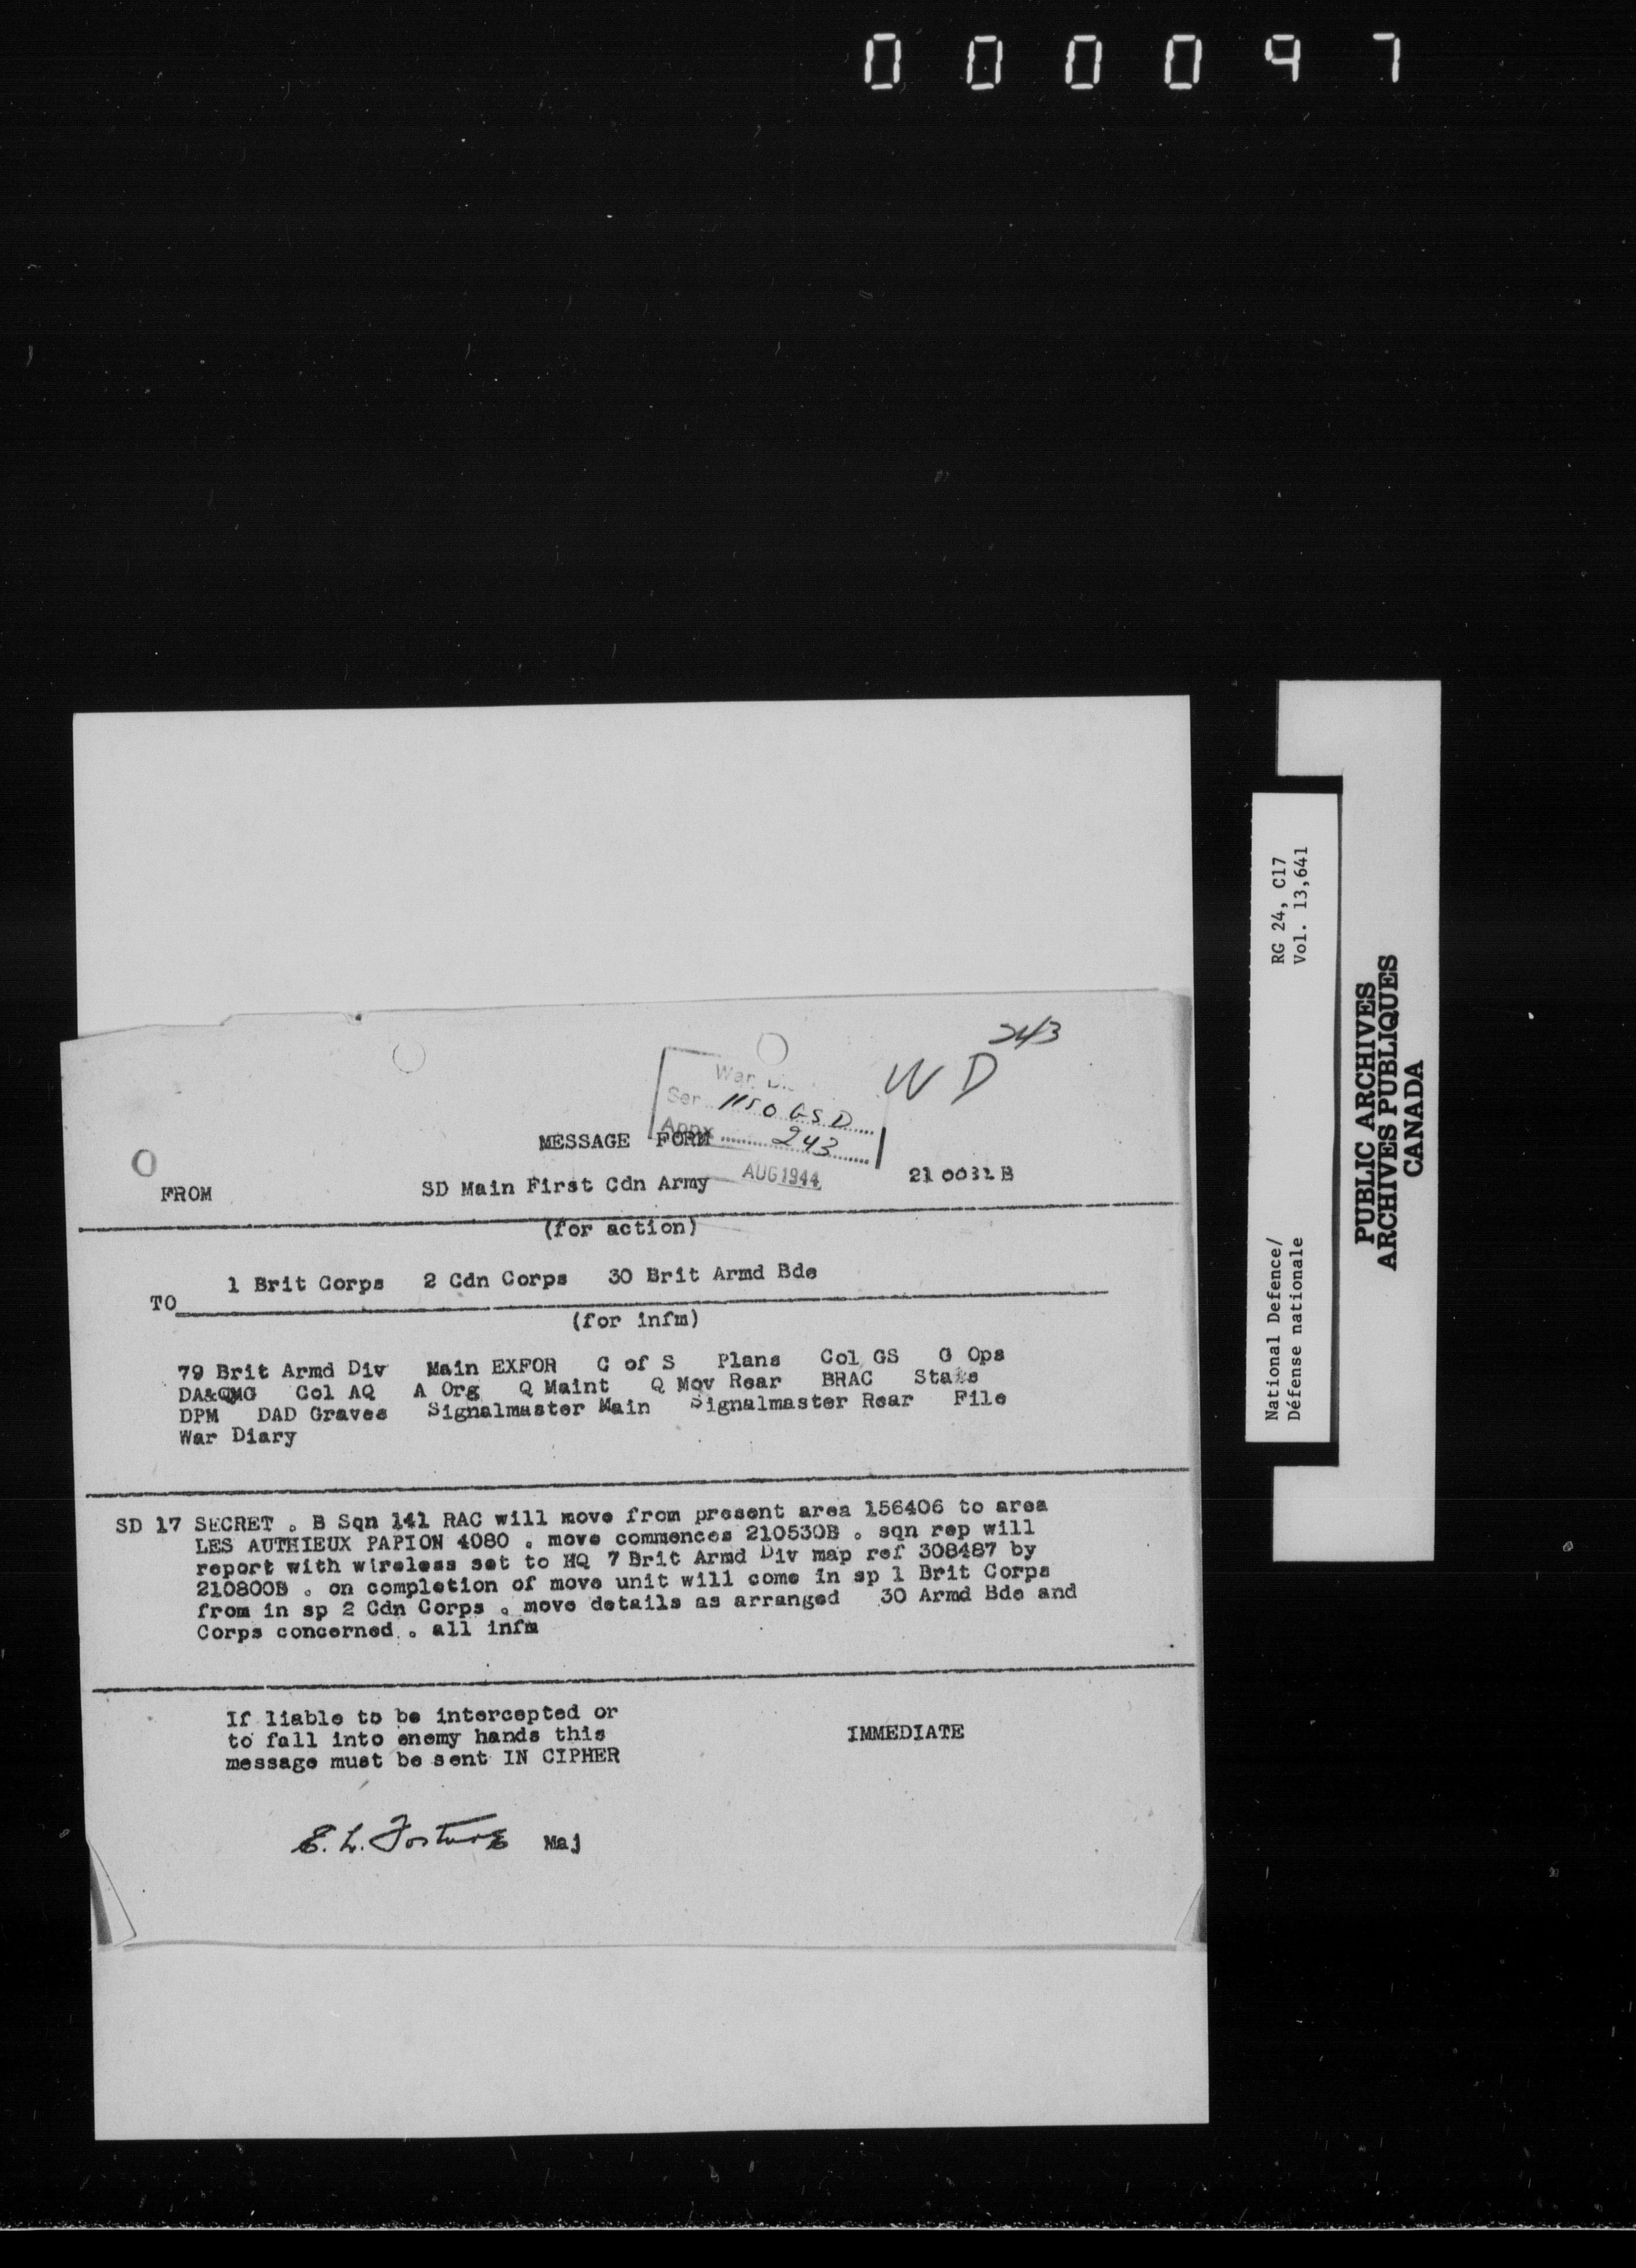 0 0 0 0 9 7
243
W D
War Di
Ser 1150 GSD
Appx 243
MESSAGE FORM
AUG 1944
FROM SD Main First Cdn Army 21 0031 B
(for action)
1 Brit Corps 2 Cdn Corps 30 Brit Armd Bde
TO
(for infm)
79 Brit Armd Div Main EXFOR C of S Plans Col GS G Ops
DA&QMG Col AQ A Org Q Maint Q Mov Rear BRAC Stats
DPM DAD Graves Signalmaster Main Signalmaster Rear File
War Diary
SD 17 SECRET . B Sqn 141 RAC will move from present area 156406 to area
LES AUTHIEUX PAPION 4080 . move commences 210530B . sqn rep will
report with wireless set to HQ 7 Brit Armd Div map ref 308487 by
210800B . on completion of move unit will come in sp 1 Brit Corps
from in sp 2 Cdn Corps . move details as arranged 30 Armd Bde and
Corps concerned . all infm
If liable to be intercepted or
to fall into enemy hands this
message must be sent IN CIPHER
IMMEDIATE
E. L. Maj
National Defence/
Défense nationale
RG 24, C17
Vol. 13,641
PUBLIC ARCHIVES
ARCHIVES PUBLIQUES
CANADA